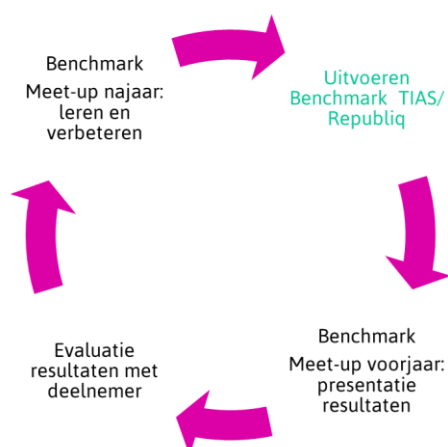 Benchmark
Meet-up najaar:
leren en
verbeteren
Uitvoeren
Benchmark TIAS/
Republiq
Benchmark
Meet-up voorjaar:
presentatie
resultaten
Evaluatie
resultaten met
deelnemer